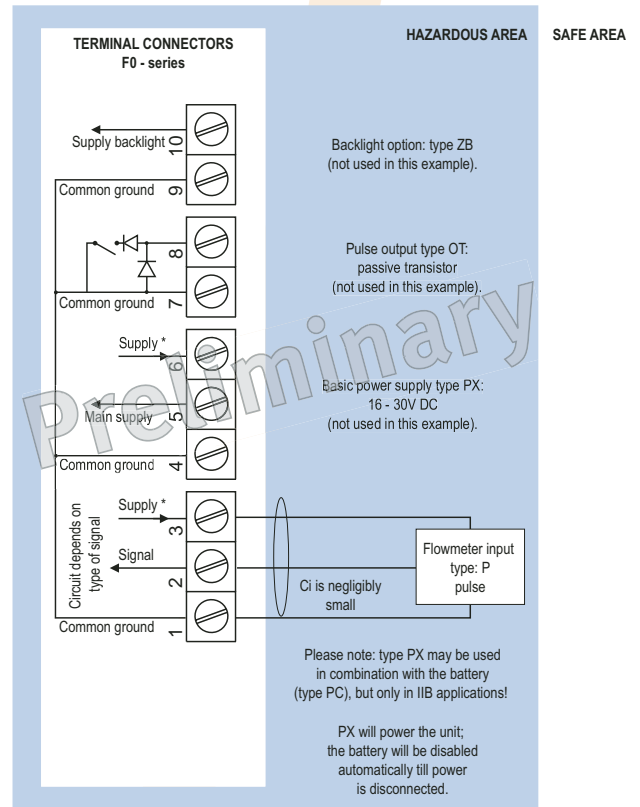 TERMINAL CONNECTORS
F0 - series
HAZARDOUS AREA
SAFE AREA
10
Supply backlight
9
Common ground
Backlight option: type ZB
(not used in this example).
8
7
Common ground
Pulse output type OT:
passive transistor
(not used in this example).
Preliminary
Supply *
6
Main supply
5
Common ground
4
Basic power supply type PX:
16 - 30V DC
(not used in this example).
Circuit depends on
type of signal
Supply *
3
Signal
2
Common ground
1
Ci is negligibly
small
Flowmeter input
type: P
pulse
Please note: type PX may be used
in combination with the battery
(type PC), but only in IIB applications!
PX will power the unit;
the battery will be disabled
automatically till power
is disconnected.